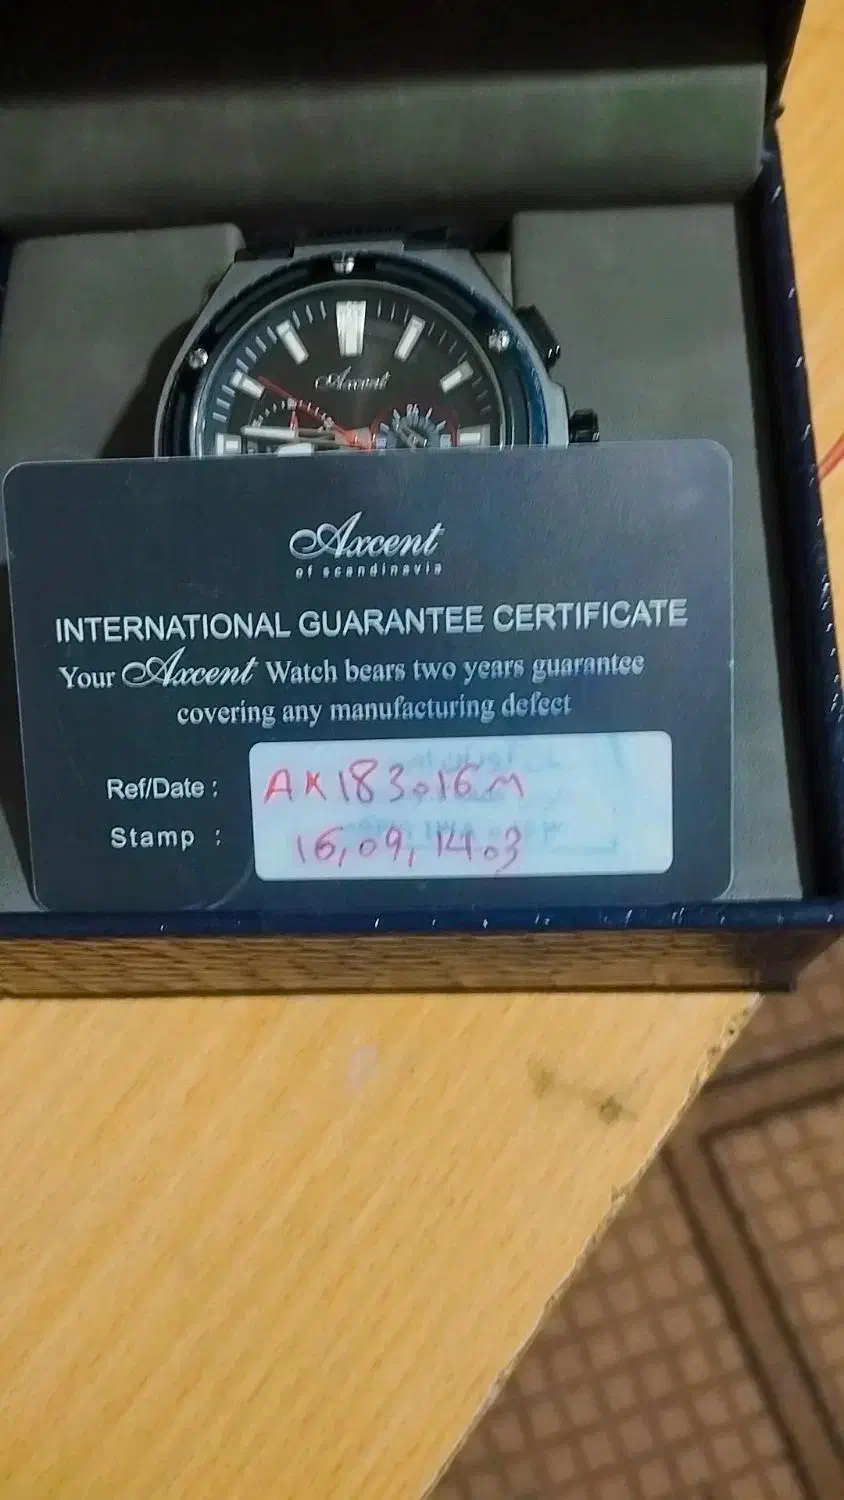 Axcent
Axcent
of scandinavia
INTERNATIONAL GUARANTEE CERTIFICATE
Your Axcent Watch bears two years guarantee
covering any manufacturing defect
Ref/Date : AX183016M
Stamp : 16,09,1403